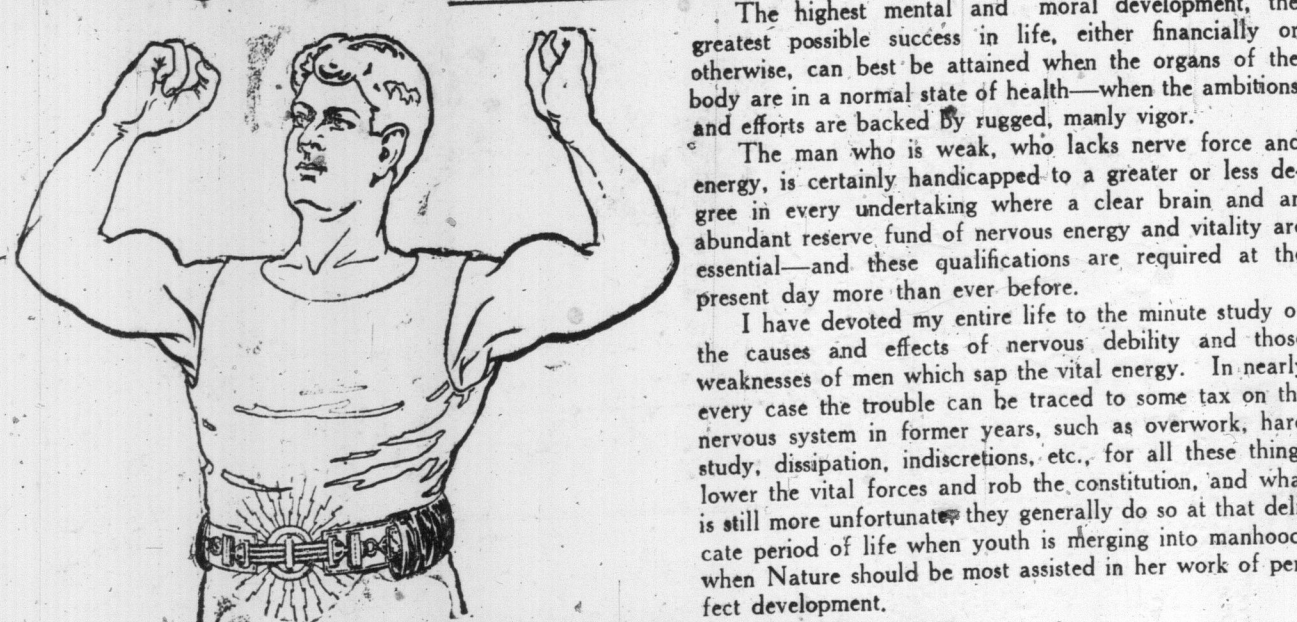 The highest mental and moral development, the
greatest possible success in life, either financially or
otherwise, can best be attained when the organs of the
body are in a normal state of health—when the ambitions
and efforts are backed by rugged, manly vigor.
The man who is weak, who lacks nerve force and
energy, is certainly handicapped to a greater or less de-
gree in every undertaking where a clear brain and an
abundant reserve fund of nervous energy and vitality are
essential—and these qualifications are required at the
present day more than ever before.
I have devoted my entire life to the minute study o
the causes and effects of nervous debility and thos
weaknesses of men which sap the vital energy. In nearl
every case the trouble can be traced to some tax on th
nervous system in former years, such as overwork, har
study, dissipation, indiscretions, etc., for all these thing
lower the vital forces and rob the constitution, and wha
is still more unfortunate, they generally do so at that deli
cate period of life when youth is merging into manhood
when Nature should be most assisted in her work of per
fect development.